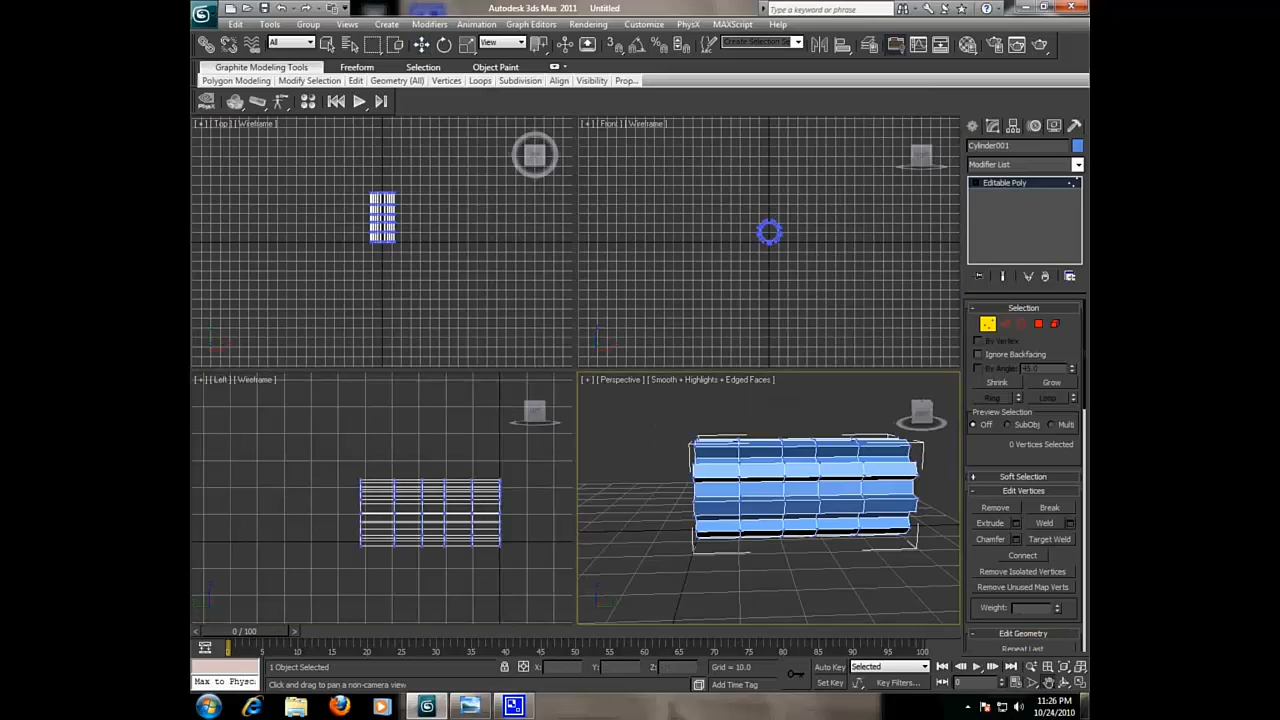 Autodesk 3ds Max 2011 Untitled
Type a keyword or phrase
Edit Tools Group Views Create Modifiers Animation Graph Editors Rendering Customize PhysX MAXScript Help
All View Create Selection Se
Graphite Modeling Tools Freeform Selection Object Paint
Polygon Modeling Modify Selection Edit Geometry (All) Vertices Loops Subdivision Align Visibility Prop...
[ + ] [ Top ] [ Wireframe ] [ + ] [ Front ] [ Wireframe ]
Cylinder001
Modifier List
Editable Poly
Selection
By Vertex
Ignore Backfacing
By Angle: 45.0
Shrink Grow
Ring Loop
Preview Selection
Off SubObj Multi
0 Vertices Selected
[ + ] [ Left ] [ Wireframe ] [ + ] [ Perspective ] [ Smooth + Highlights + Edged Faces ]
Soft Selection
Edit Vertices
Remove Break
Extrude Weld
Chamfer Target Weld
Connect
Remove Isolated Vertices
Remove Unused Map Verts
Weight:
Edit Geometry
Repeat Last
0 / 100
0 5 10 15 20 25 30 35 40 45 50 55 60 65 70 75 80 85 90 95 100
1 Object Selected X: Y: Z: Grid = 10.0 Auto Key Selected
Max to Physc Click and drag to pan a non-camera view Add Time Tag Set Key Key Filters... 0
11:26 PM
10/24/2010